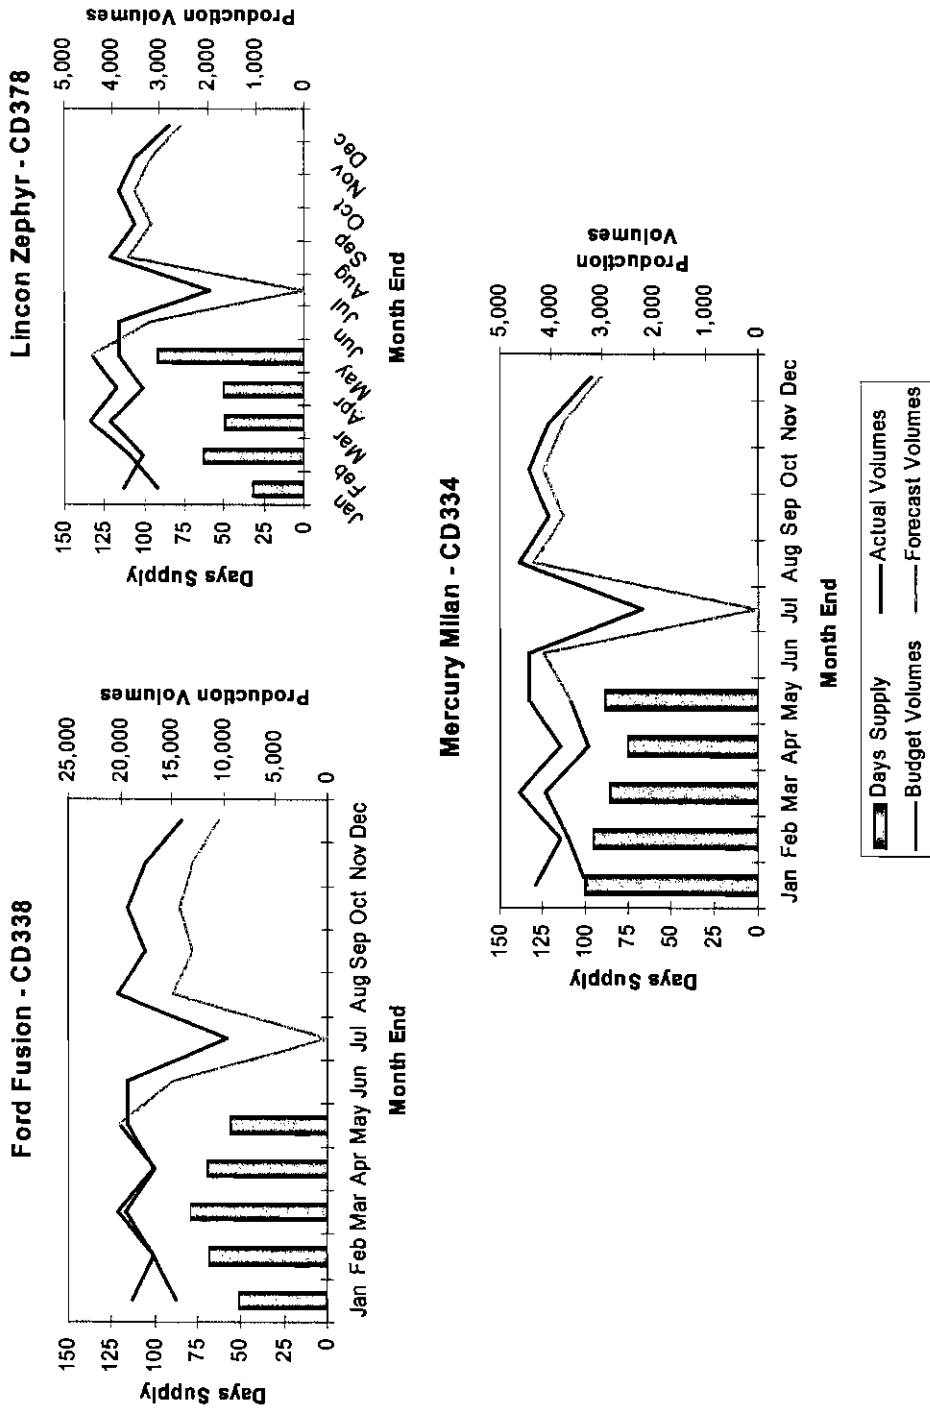 Ford Fusion - CD338
150
125
100
75
50
25
0
Days Supply
25,000
20,000
15,000
10,000
5,000
0
Production Volumes
Jan Feb Mar Apr May Jun Jul Aug Sep Oct Nov Dec
Month End
Lincon Zephyr - CD378
150
125
100
75
50
25
0
Days Supply
5,000
4,000
3,000
2,000
1,000
0
Production Volumes
Jan Feb Mar Apr May Jun Jul Aug Sep Oct Nov Dec
Month End
Mercury Milan - CD334
150
125
100
75
50
25
0
Days Supply
5,000
4,000
3,000
2,000
1,000
0
Production
Volumes
Jan Feb Mar Apr May Jun Jul Aug Sep Oct Nov Dec
Month End
Days Supply
Actual Volumes
Budget Volumes
Forecast Volumes